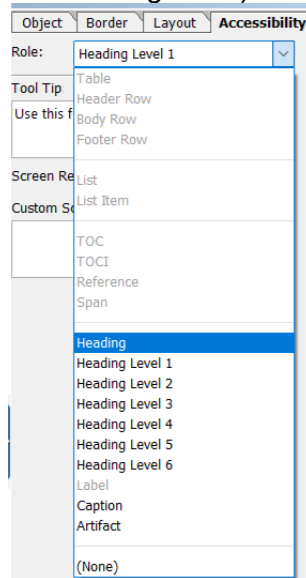 Object Border Layout Accessibility
Role: Heading Level 1
Table
Tool Tip
Header Row
Use this f
Body Row
Footer Row
Screen Re
List
List Item
Custom So
TOC
TOCI
Reference
Span
Heading
Heading Level 1
Heading Level 2
Heading Level 3
Heading Level 4
Heading Level 5
Heading Level 6
Label
Caption
Artifact
(None)